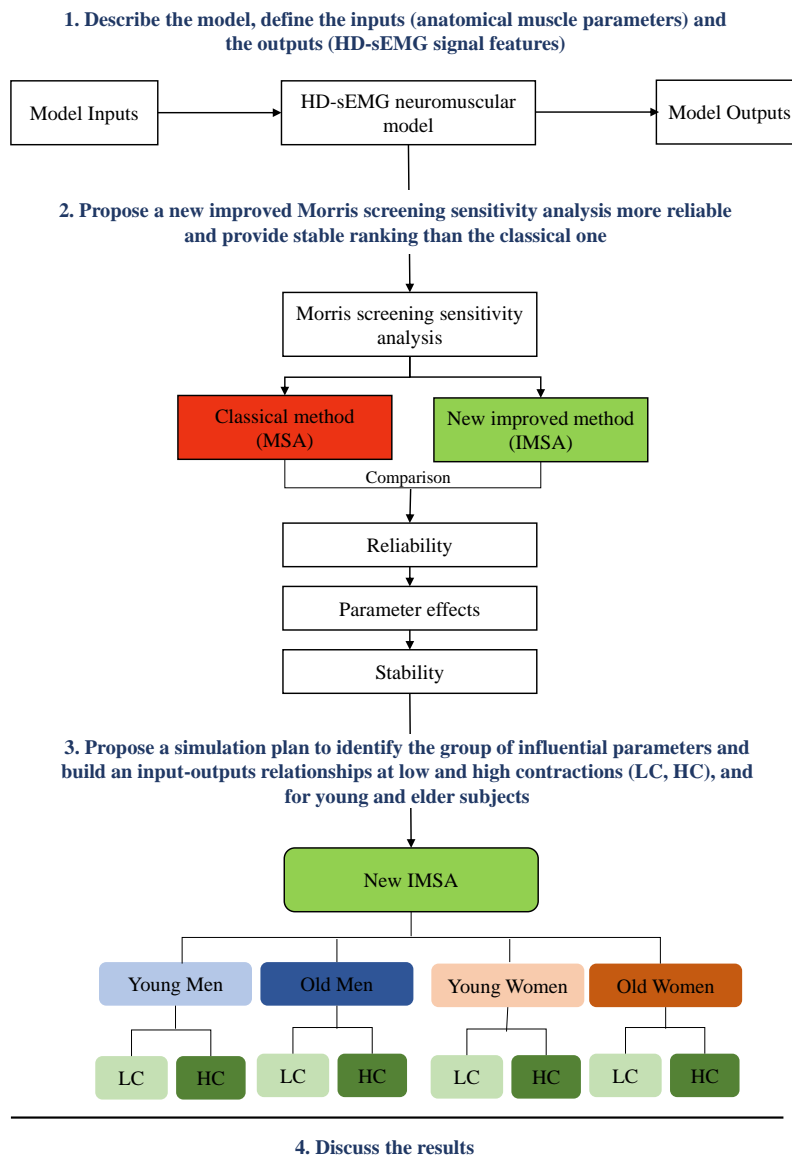 1. Describe the model, define the inputs (anatomical muscle parameters) and
the outputs (HD-sEMG signal features)
Model Inputs
HD-sEMG neuromuscular
model
Model Outputs
2. Propose a new improved Morris screening sensitivity analysis more reliable
and provide stable ranking than the classical one
Morris screening sensitivity
analysis
Classical method
(MSA)
New improved method
(IMSA)
Comparison
Reliability
Parameter effects
Stability
3. Propose a simulation plan to identify the group of influential parameters and
build an input-outputs relationships at low and high contractions (LC, HC), and
for young and elder subjects
New IMSA
Young Men
Old Men
Young Women
Old Women
LC
HC
LC
HC
LC
HC
LC
HC
4. Discuss the results